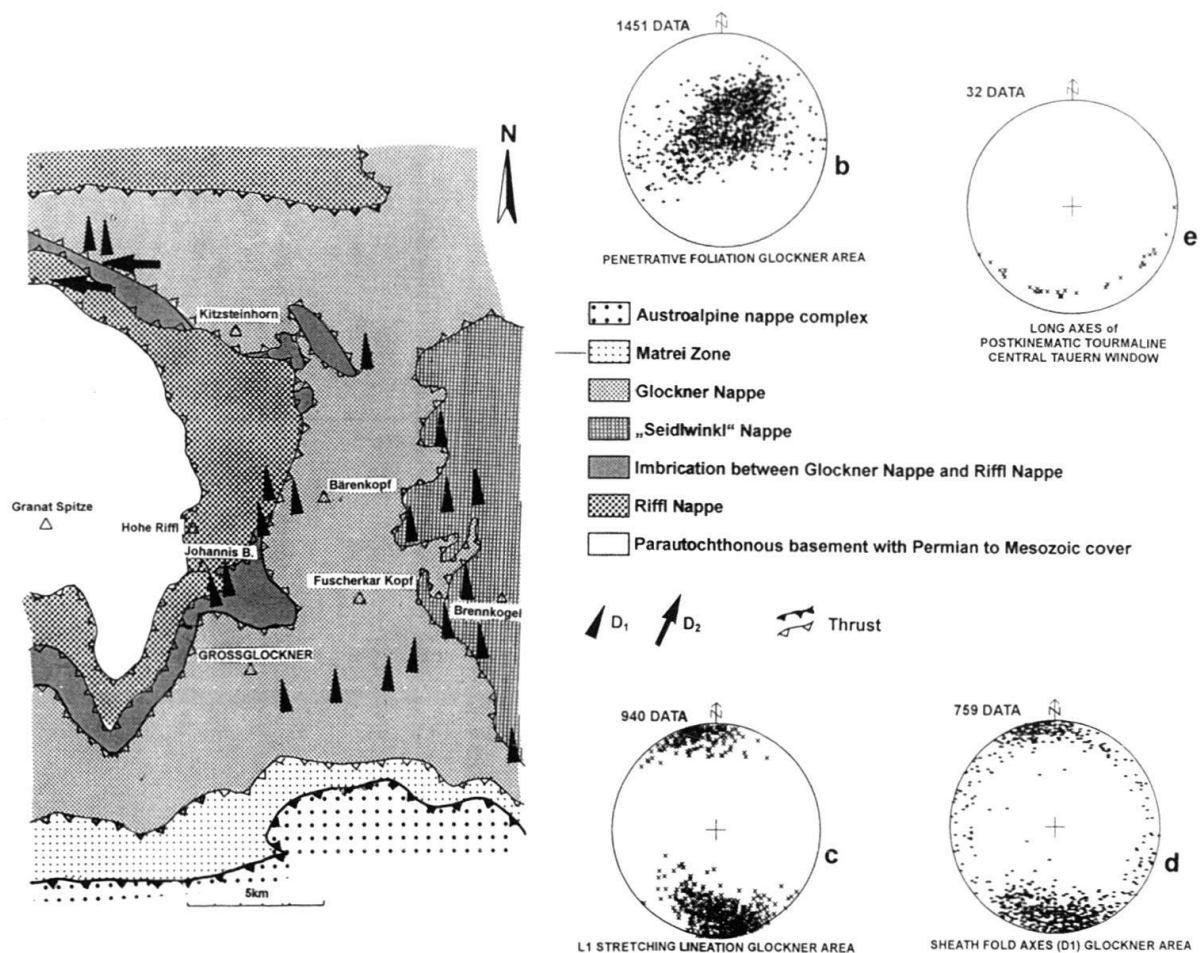 N
Kitzsteinhorn
Bärenkopf
Granat Spitze
Hohe Riffl
Johannis B.
Fuscherkar Kopf
Brennkogel
GROSSGLOCKNER
5km
1451 DATA
N
b
PENETRATIVE FOLIATION GLOCKNER AREA
32 DATA
N
e
LONG AXES of
POSTKINEMATIC TOURMALINE
CENTRAL TAUERN WINDOW
Austroalpine nappe complex
Matrei Zone
Glockner Nappe
„Seidlwinkl" Nappe
Imbrication between Glockner Nappe and Riffl Nappe
Riffl Nappe
Parautochthonous basement with Permian to Mesozoic cover
D1
D2
Thrust
940 DATA
N
c
L1 STRETCHING LINEATION GLOCKNER AREA
759 DATA
N
d
SHEATH FOLD AXES (D1) GLOCKNER AREA